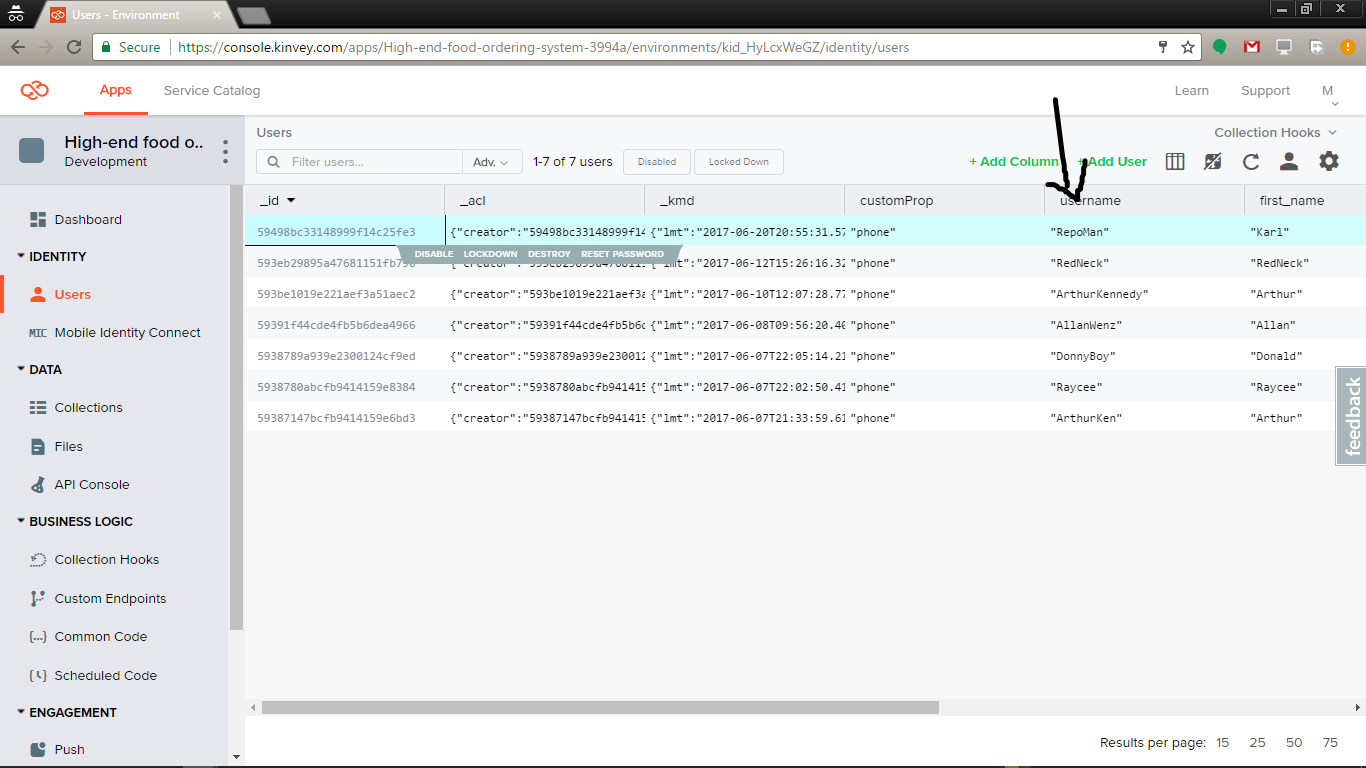 Users - Environment
Secure https://console.kinvey.com/apps/High-end-food-ordering-system-3994a/environments/kid_HyLcxWeGZ/identity/users
Apps Service Catalog Learn Support M
High-end food o..
Development
Dashboard
IDENTITY
Users
MIC Mobile Identity Connect
DATA
Collections
Files
API Console
BUSINESS LOGIC
Collection Hooks
Custom Endpoints
Common Code
Scheduled Code
ENGAGEMENT
Push
Users Collection Hooks
Filter users... Adv. 1-7 of 7 users Disabled Locked Down + Add Column + Add User
_id _acl _kmd customProp username first_name
59498bc33148999f14c25fe3 {"creator":"59498bc33148999f14 {"lmt":"2017-06-20T20:55:31.57 "phone" "RepoMan" "Karl"
DISABLE LOCKDOWN DESTROY RESET PASSWORD
{"lmt":"2017-06-12T15:26:16.32 "phone" "RedNeck" "RedNeck"
593be1019e221aef3a51aec2 {"creator":"593be1019e221aef3a {"lmt":"2017-06-10T12:07:28.77 "phone" "ArthurKennedy" "Arthur"
59391f44cde4fb5b6dea4966 {"creator":"59391f44cde4fb5b6d {"lmt":"2017-06-08T09:56:20.40 "phone" "AllanWenz" "Allan"
5938789a939e2300124cf9ed {"creator":"5938789a939e230012 {"lmt":"2017-06-07T22:05:14.21 "phone" "DonnyBoy" "Donald"
5938780abcfb9414159e8384 {"creator":"5938780abcfb941415 {"lmt":"2017-06-07T22:02:50.41 "phone" "Raycee" "Raycee"
59387147bcfb9414159e6bd3 {"creator":"59387147bcfb941415 {"lmt":"2017-06-07T21:33:59.61 "phone" "ArthurKen" "Arthur"
feedback
Results per page: 15 25 50 75